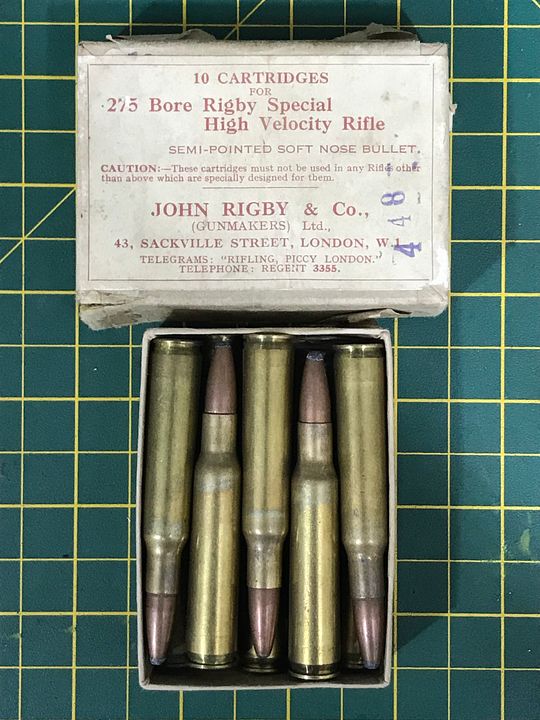 10 CARTRIDGES
FOR
.275 Bore Rigby Special
High Velocity Rifle
SEMI-POINTED SOFT NOSE BULLET.
CAUTION:—These cartridges must not be used in any Rifle other
than above which are specially designed for them.
JOHN RIGBY & Co.,
(GUNMAKERS) Ltd.,
43, SACKVILLE STREET, LONDON, W.1.
TELEGRAMS: "RIFLING, PICCY LONDON."
TELEPHONE: REGENT 3355.
4 48